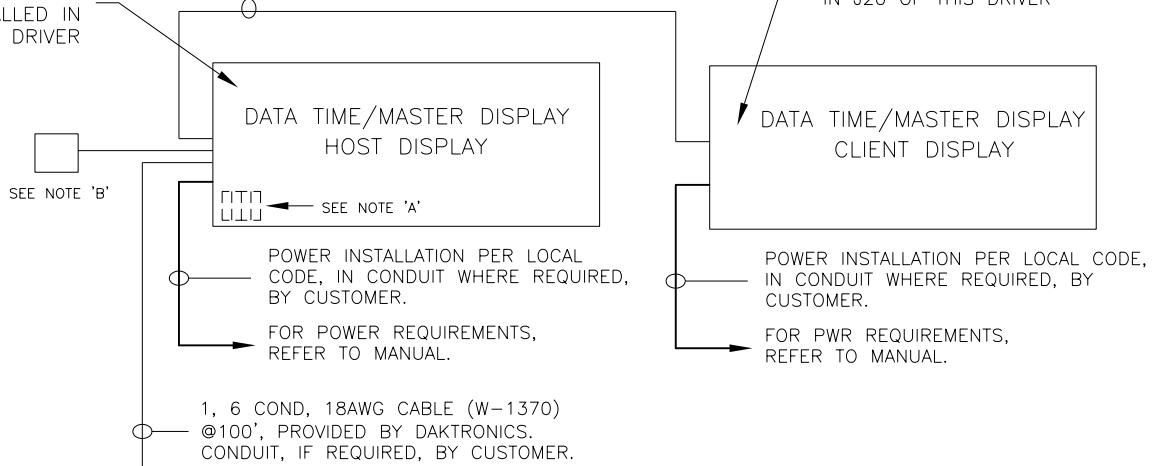 ALLED IN
DRIVER
IN J20 OF THIS DRIVER
DATA TIME/MASTER DISPLAY
HOST DISPLAY
DATA TIME/MASTER DISPLAY
CLIENT DISPLAY
SEE NOTE 'B'
SEE NOTE 'A'
POWER INSTALLATION PER LOCAL
CODE, IN CONDUIT WHERE REQUIRED,
BY CUSTOMER.
POWER INSTALLATION PER LOCAL CODE,
IN CONDUIT WHERE REQUIRED, BY
CUSTOMER.
FOR POWER REQUIREMENTS,
REFER TO MANUAL.
FOR PWR REQUIREMENTS,
REFER TO MANUAL.
1, 6 COND, 18AWG CABLE (W-1370)
@100', PROVIDED BY DAKTRONICS.
CONDUIT, IF REQUIRED, BY CUSTOMER.